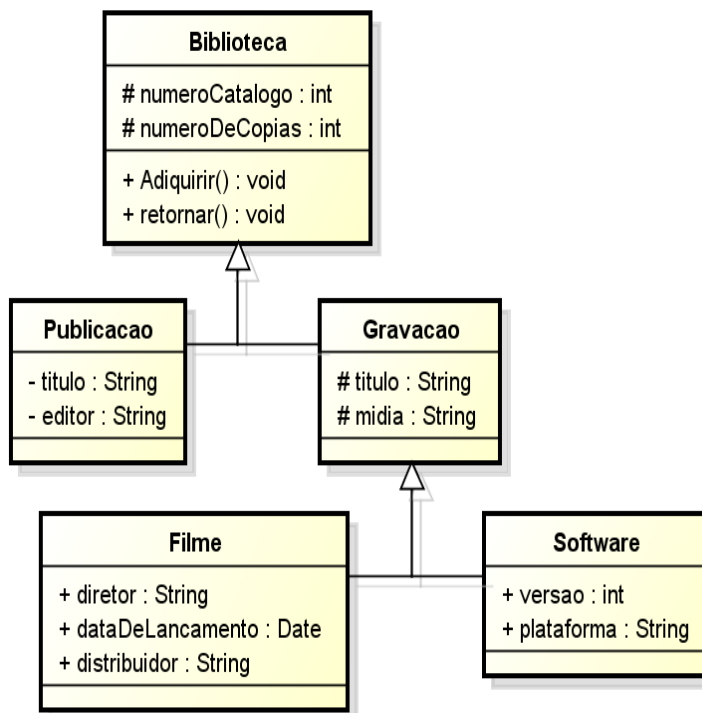 Biblioteca
# numeroCatalogo : int
# numeroDeCopias : int
+ Adiquirir() : void
+ retornar() : void
Publicacao
- titulo : String
- editor : String
Gravacao
# titulo : String
# midia : String
Filme
+ diretor : String
+ dataDeLancamento : Date
+ distribuidor : String
Software
+ versao : int
+ plataforma : String